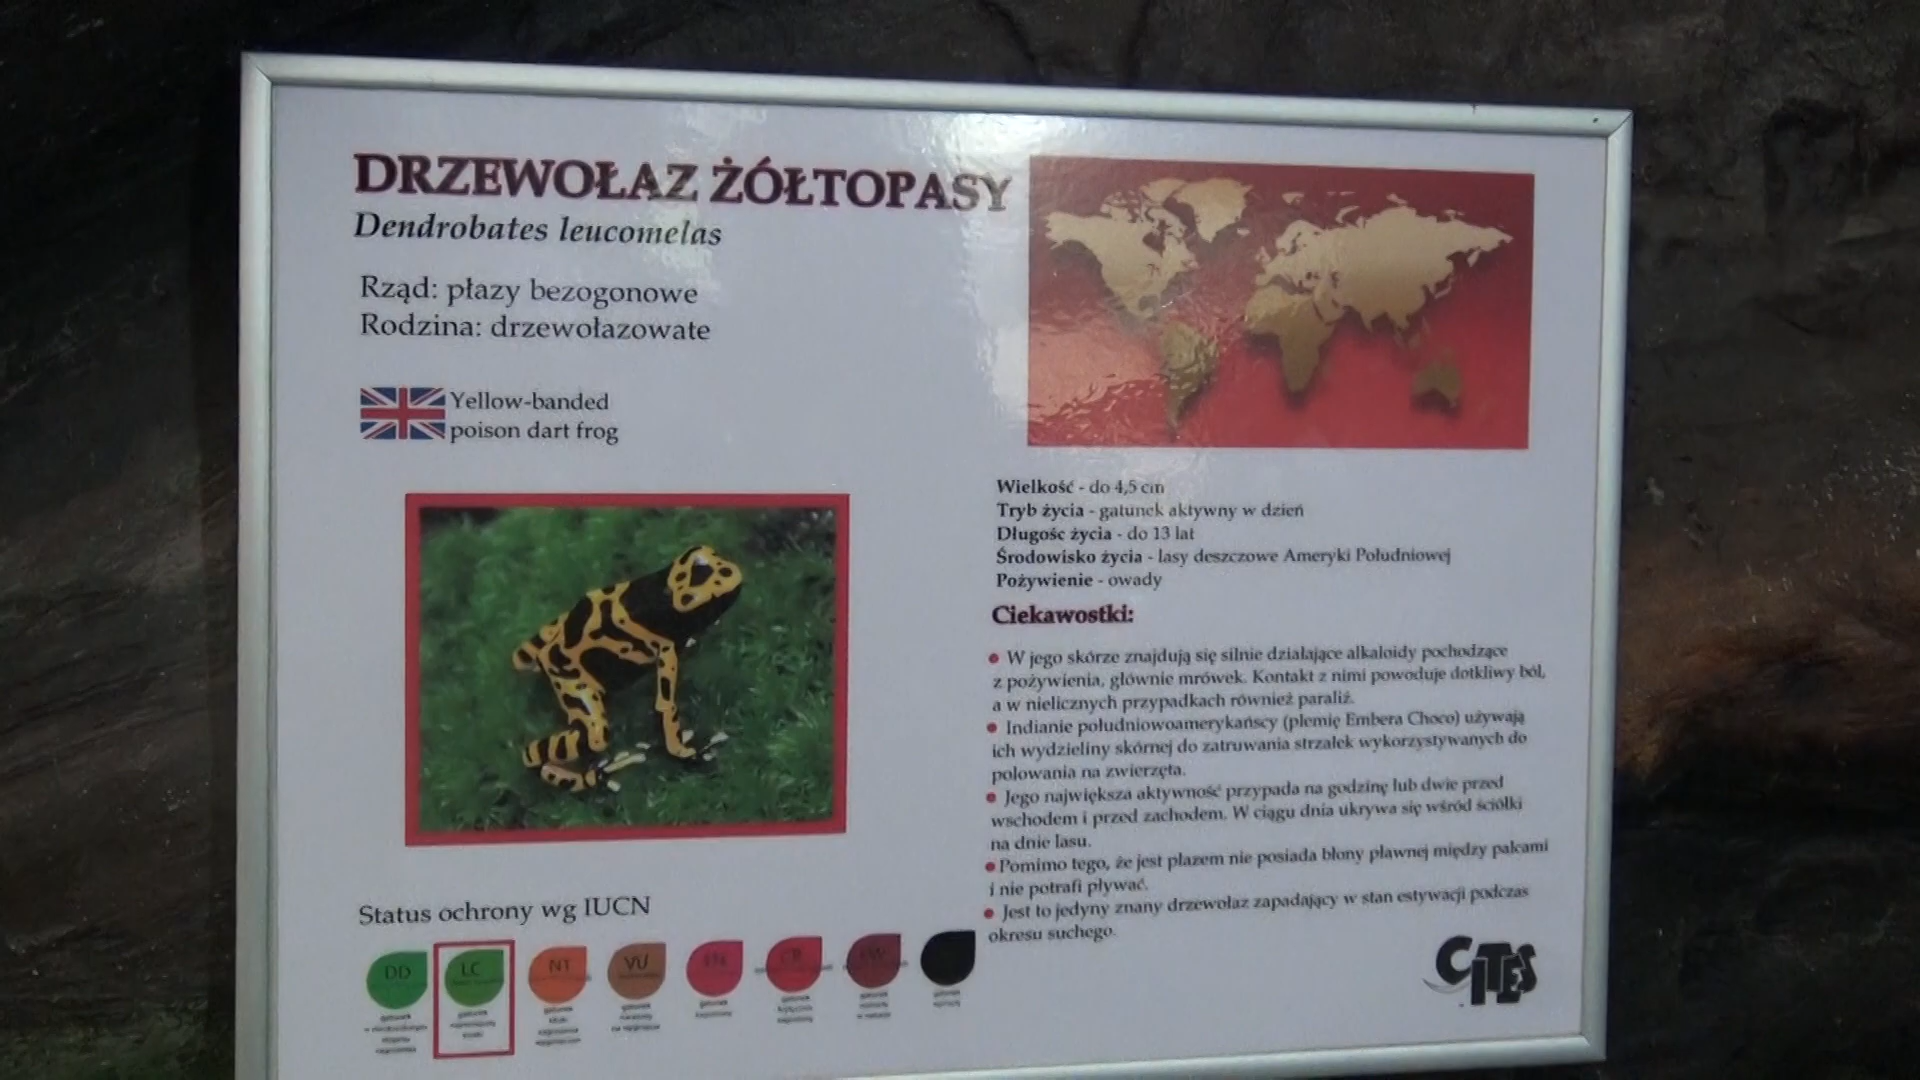 DRZEWOŁAZ ŻÓŁTOPASY
Dendrobates leucomelas
Rząd: płazy bezogonowe
Rodzina: drzewołazowate
Yellow-banded
poison dart frog
Wielkość - do 4,5 cm
Tryb życia - gatunek aktywny w dzień
Długośc życia - do 13 lat
Środowisko życia - lasy deszczowe Ameryki Południowej
Pożywienie - owady
Ciekawostki:
● W jego skórze znajdują się silnie działające alkaloidy pochodzące
z pożywienia, głównie mrówek. Kontakt z nimi powoduje dotkliwy ból,
a w nielicznych przypadkach również paraliż.
● Indianie południowoamerykańscy (plemię Embera Choco) używają
ich wydzieliny skórnej do zatruwania strzałek wykorzystywanych do
polowania na zwierzęta.
● Jego największa aktywność przypada na godzinę lub dwie przed
wschodem i przed zachodem. W ciągu dnia ukrywa się wśród ściółki
na dnie lasu.
● Pomimo tego, że jest płazem nie posiada błony pławnej między palcami
i nie potrafi pływać.
● Jest to jedyny znany drzewołaz zapadający w stan estywacji podczas
okresu suchego.
Status ochrony wg IUCN
DD LC NT VU EN CR EW
CITES